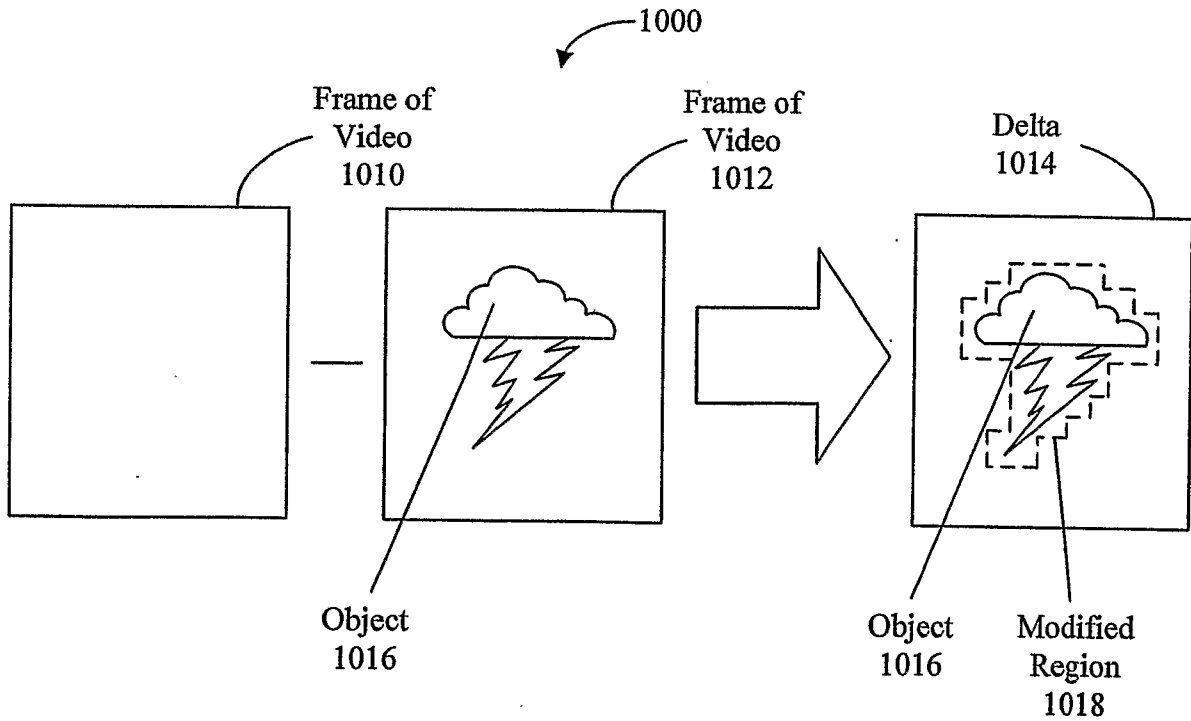 1000
Frame of
Video
1010
Frame of
Video
1012
Delta
1014
Object
1016
Object
1016
Modified
Region
1018